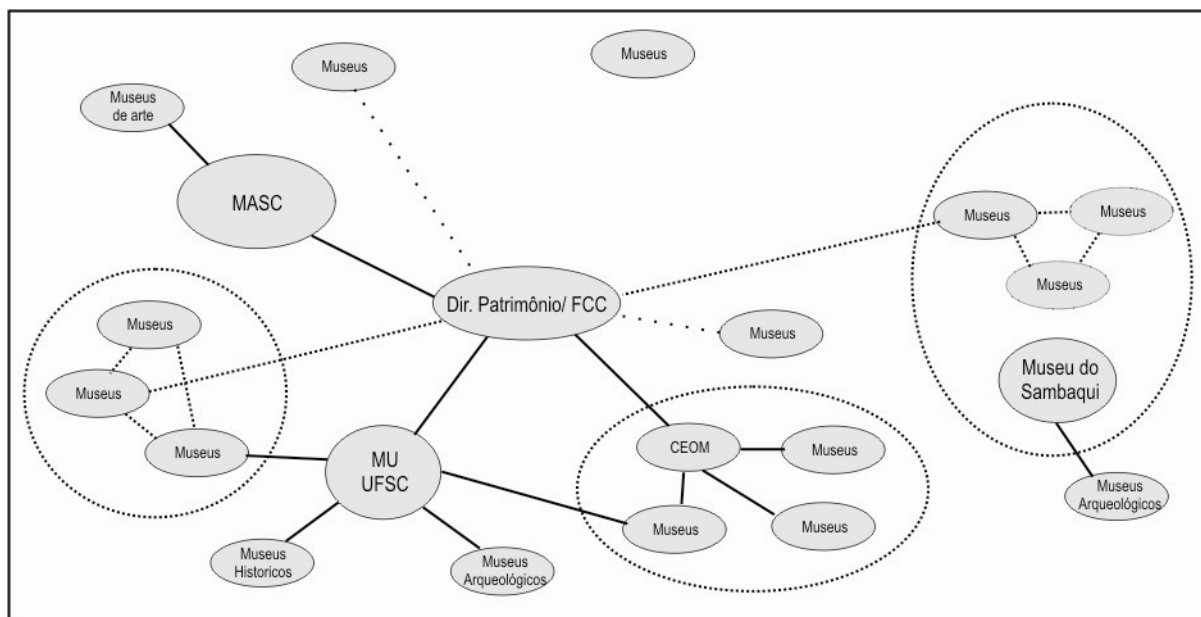 Museus
Museus
Museus
de arte
MASC
Museus
Museus
Museus
Dir. Patrimônio/ FCC
Museus
Museus
Museus
Museus
Museu do
Sambaqui
CEOM
Museus
MU
UFSC
Museus
Museus
Museus
Museus
Arqueológicos
Museus
Historicos
Museus
Arqueológicos